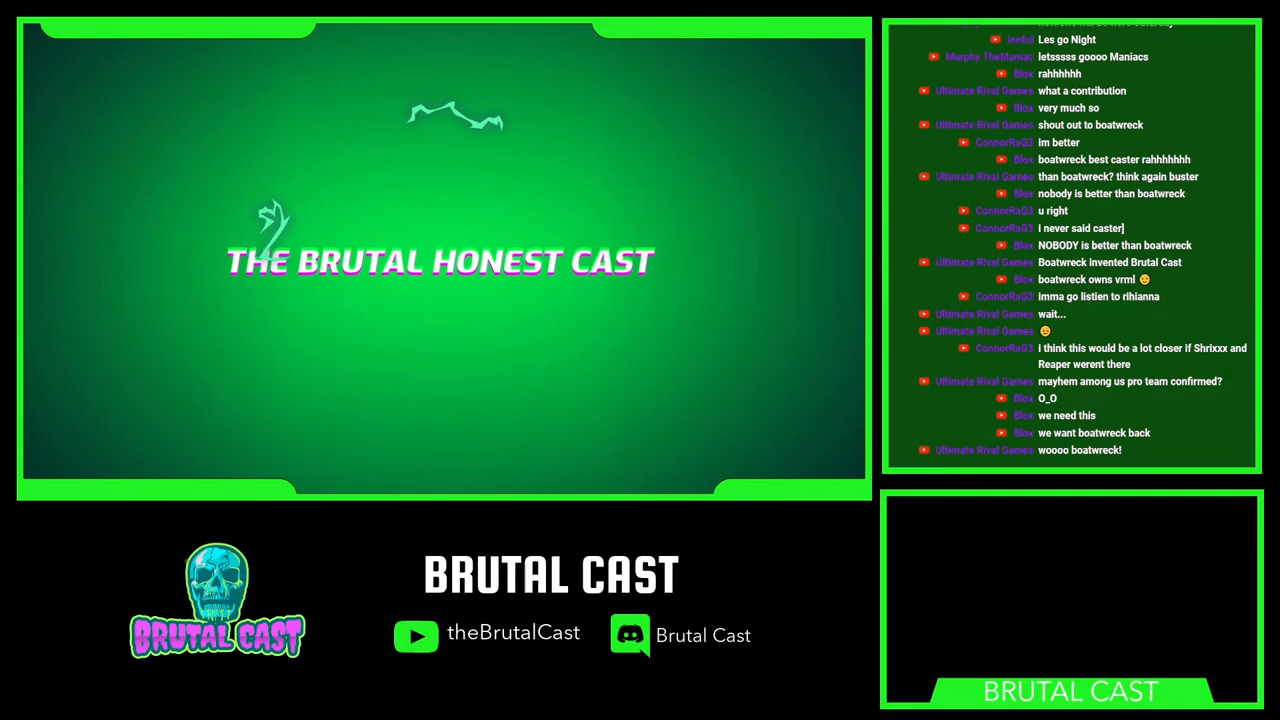 THE BRUTAL HONEST CAST
Ionful Les go Night
Murphy TheManiac letsssss goooo Maniacs
Blox rahhhhhh
Ultimate Rival Games what a contribution
Blox very much so
Ultimate Rival Games shout out to boatwreck
ConnorRaG3 im better
Blox boatwreck best caster rahhhhhhh
Ultimate Rival Games than boatwreck? think again buster
Blox nobody is better than boatwreck
ConnorRaG3 u right
ConnorRaG3 i never said caster]
Blox NOBODY is better than boatwreck
Ultimate Rival Games Boatwreck invented Brutal Cast
Blox boatwreck owns vrml
ConnorRaG3 imma go listien to rihianna
Ultimate Rival Games wait...
Ultimate Rival Games
ConnorRaG3 i think this would be a lot closer if Shrixxx and
Reaper werent there
Ultimate Rival Games mayhem among us pro team confirmed?
Blox O_O
Blox we need this
Blox we want boatwreck back
Ultimate Rival Games woooo boatwreck!
BRUTAL CAST
BRUTAL CAST
theBrutalCast
Brutal Cast
BRUTAL CAST